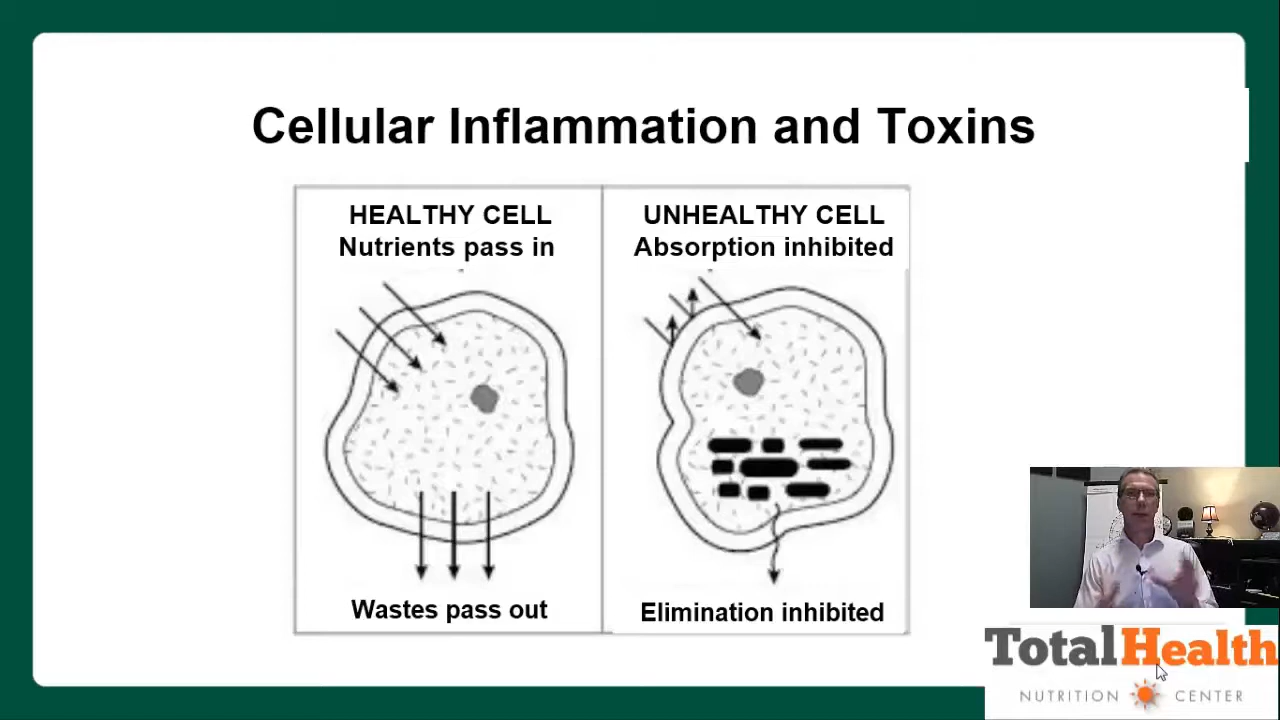 Cellular Inflammation and Toxins
HEALTHY CELL
Nutrients pass in
UNHEALTHY CELL
Absorption inhibited
Wastes pass out
Elimination inhibited
TotalHealth
NUTRITION CENTER